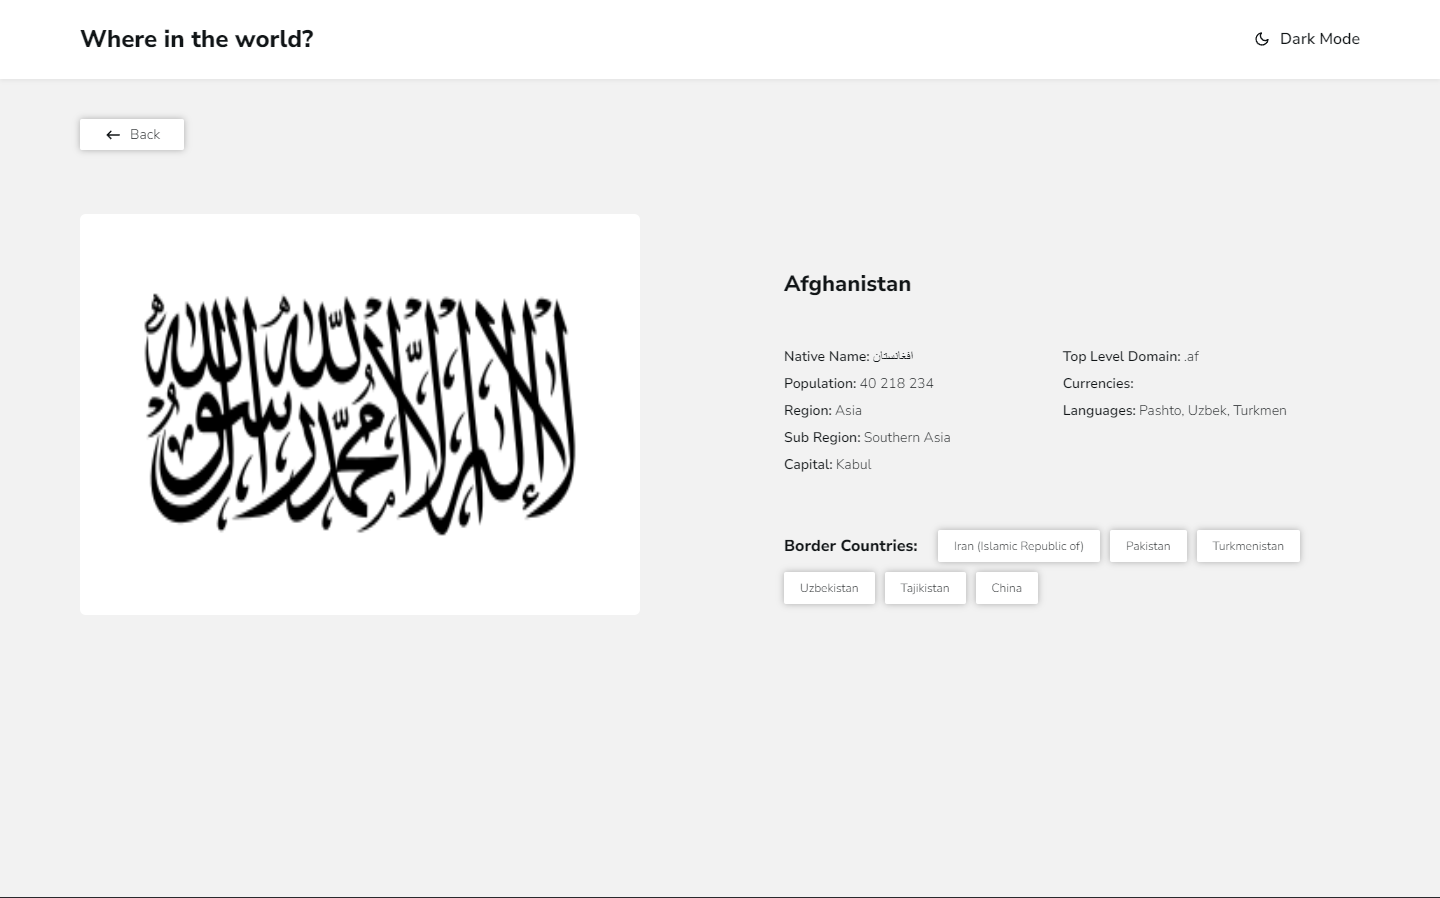 Where in the world?
Dark Mode
Back
لا إله إلا الله محمد رسول الله
Afghanistan
Native Name: افغانستان
Population: 40 218 234
Region: Asia
Sub Region: Southern Asia
Capital: Kabul
Top Level Domain: .af
Currencies:
Languages: Pashto, Uzbek, Turkmen
Border Countries: Iran (Islamic Republic of) Pakistan Turkmenistan
Uzbekistan Tajikistan China